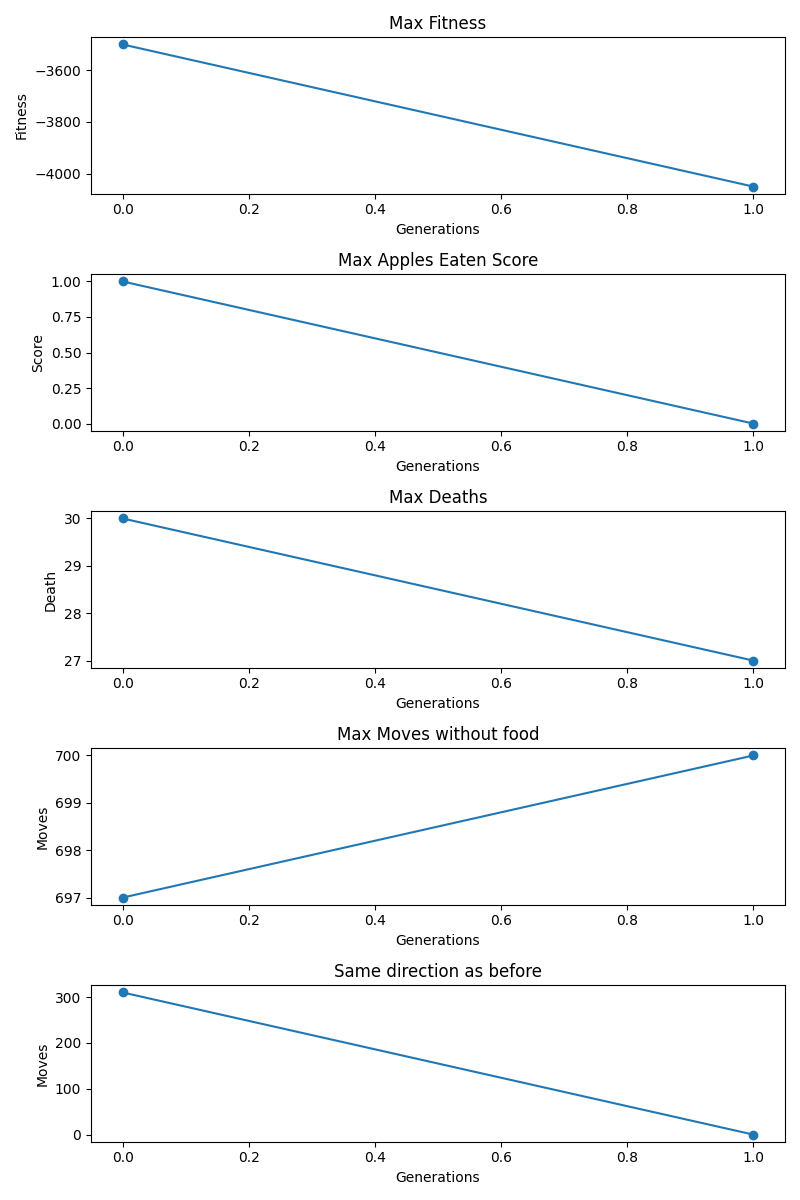 Max Fitness
Fitness
−3600
−3800
−4000
0.0 0.2 0.4 0.6 0.8 1.0
Generations
Max Apples Eaten Score
Score
1.00
0.75
0.50
0.25
0.00
0.0 0.2 0.4 0.6 0.8 1.0
Generations
Max Deaths
Death
30
29
28
27
0.0 0.2 0.4 0.6 0.8 1.0
Generations
Max Moves without food
Moves
700
699
698
697
0.0 0.2 0.4 0.6 0.8 1.0
Generations
Same direction as before
Moves
300
200
100
0
0.0 0.2 0.4 0.6 0.8 1.0
Generations